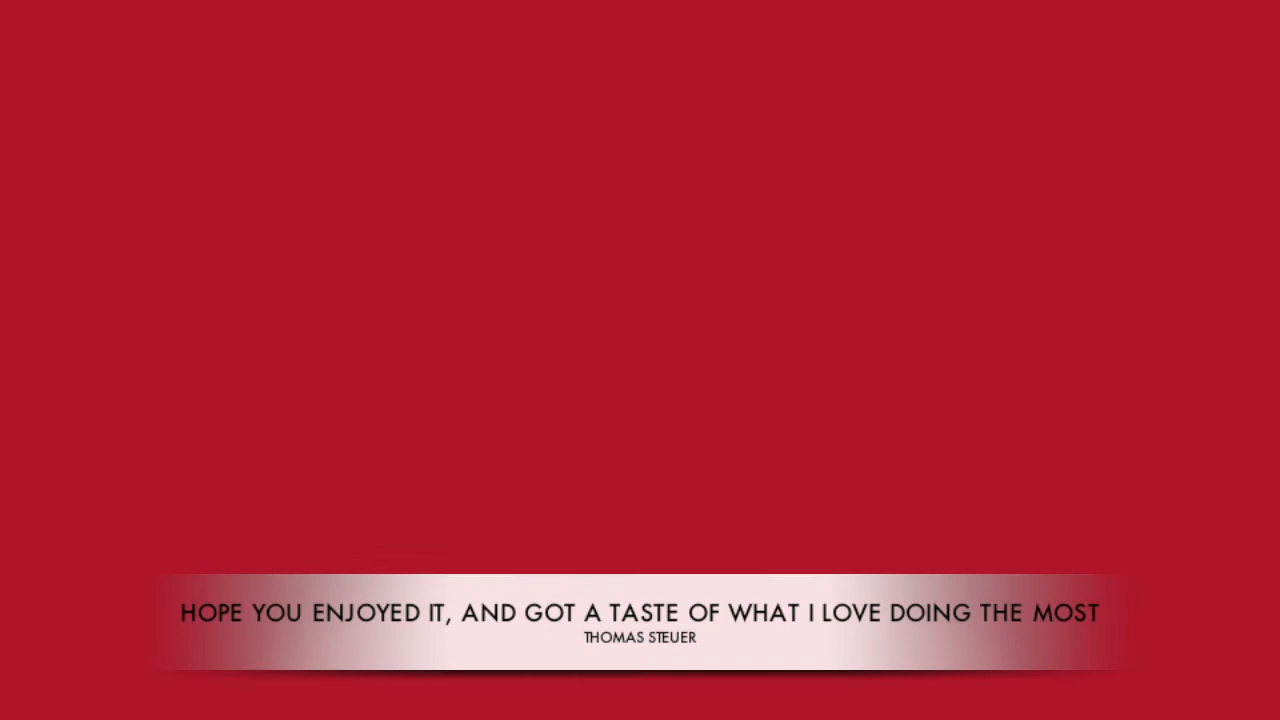 HOPE YOU ENJOYED IT, AND GOT A TASTE OF WHAT I LOVE DOING THE MOST
THOMAS STEUER